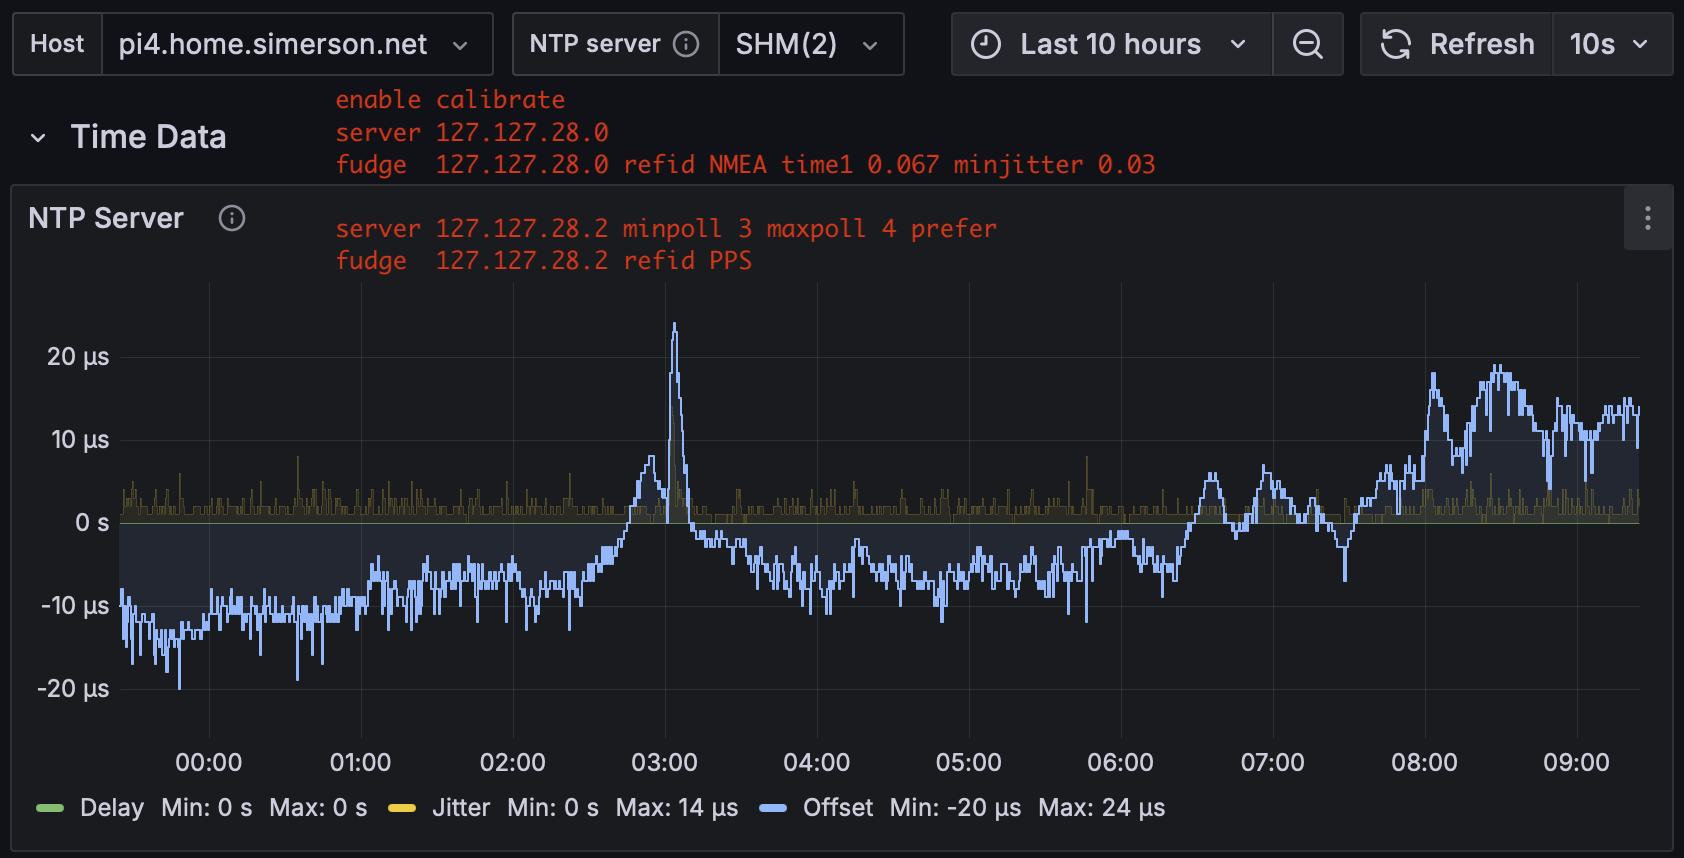 Host pi4.home.simerson.net NTP server SHM(2) Last 10 hours Refresh 10s
enable calibrate
Time Data
server 127.127.28.0
fudge  127.127.28.0 refid NMEA time1 0.067 minjitter 0.03
NTP Server
server 127.127.28.2 minpoll 3 maxpoll 4 prefer
fudge  127.127.28.2 refid PPS
20 µs
10 µs
0 s
-10 µs
-20 µs
00:00 01:00 02:00 03:00 04:00 05:00 06:00 07:00 08:00 09:00
Delay Min: 0 s Max: 0 s Jitter Min: 0 s Max: 14 µs Offset Min: -20 µs Max: 24 µs